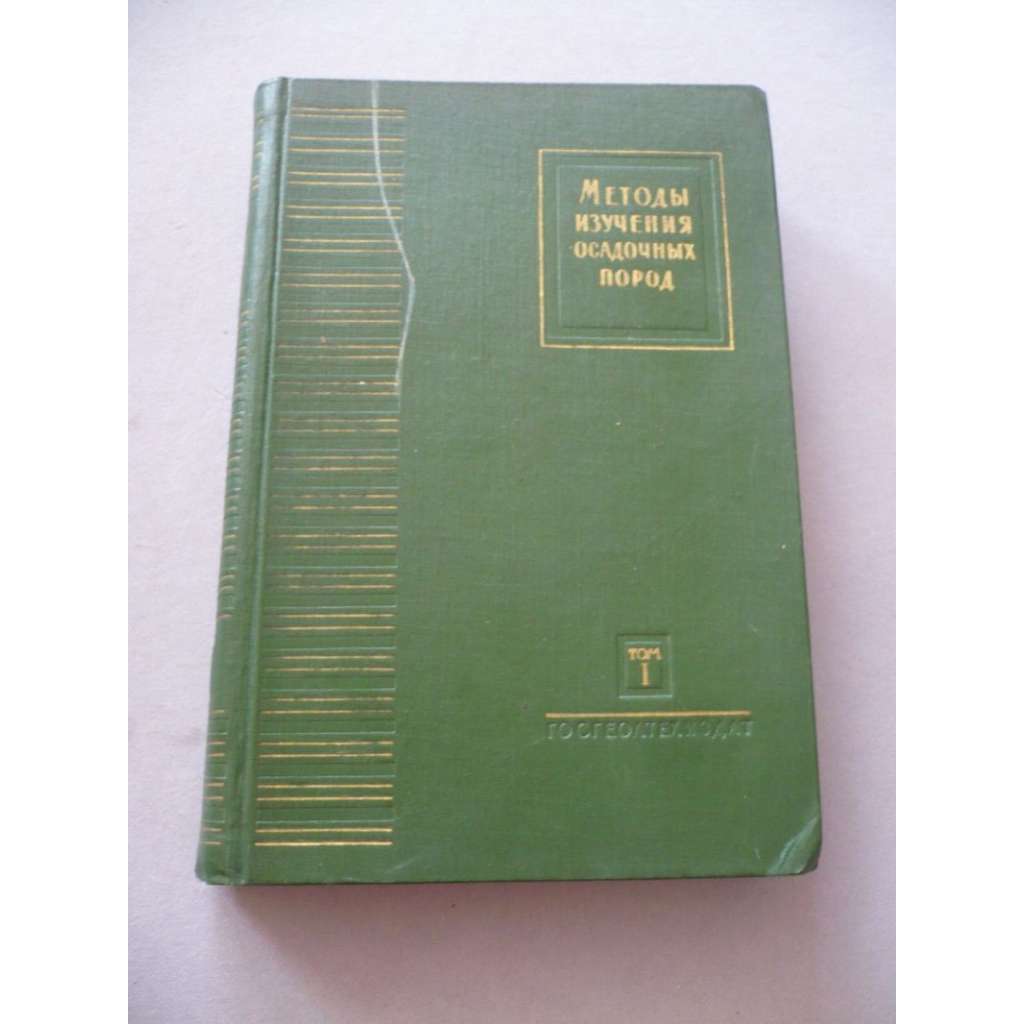 Методы
изучения
осадочных
пород
том
I
ГОСГЕОЛТЕХИЗДАТ